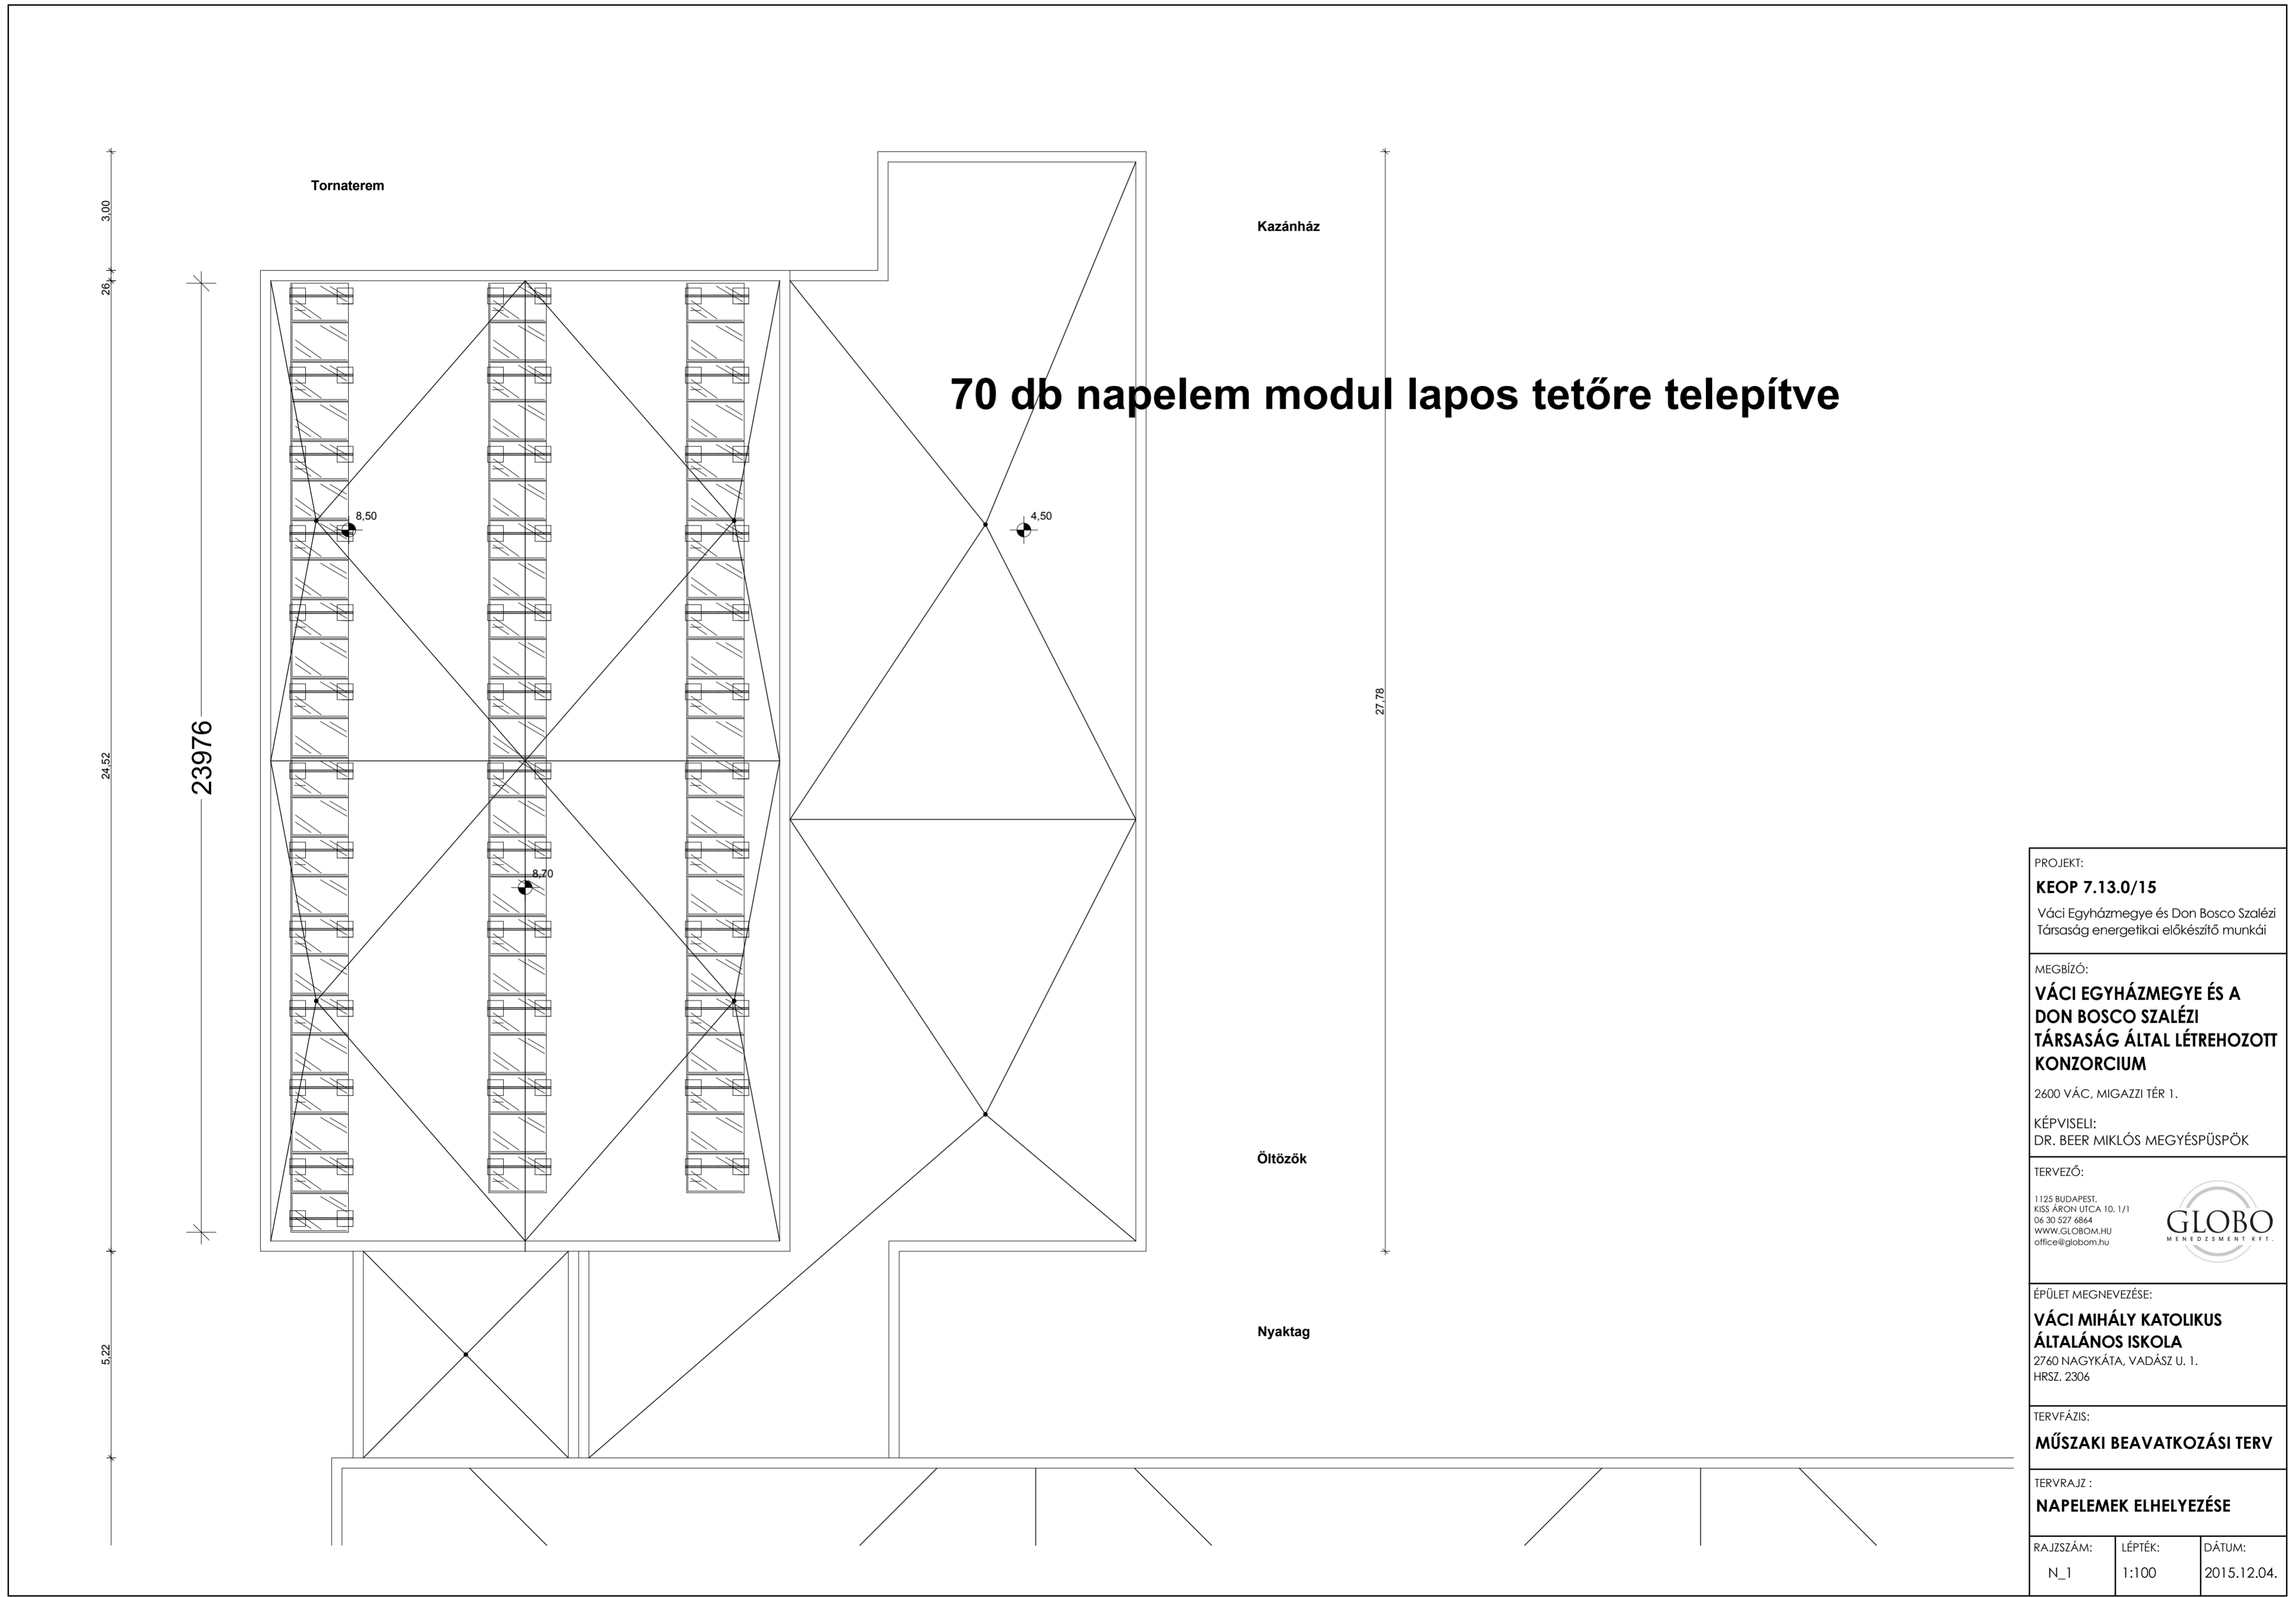 Tornaterem
Kazánház
3,00
26
70 db napelem modul lapos tetőre telepítve
8,50
4,50
27,78
24,52
23976
8,70
Öltözők
Nyaktag
5,22
PROJEKT:
KEOP 7.13.0/15
Váci Egyházmegye és Don Bosco Szalézi
Társaság energetikai előkészítő munkái
MEGBÍZÓ:
VÁCI EGYHÁZMEGYE ÉS A
DON BOSCO SZALÉZI
TÁRSASÁG ÁLTAL LÉTREHOZOTT
KONZORCIUM
2600 VÁC, MIGAZZI TÉR 1.
KÉPVISELI:
DR. BEER MIKLÓS MEGYÉSPÜSPÖK
TERVEZŐ:
1125 BUDAPEST,
KISS ÁRON UTCA 10. 1/1
06 30 527 6864
WWW.GLOBOM.HU
office@globom.hu
GLOBO
MENEDZSMENT KFT.
ÉPÜLET MEGNEVEZÉSE:
VÁCI MIHÁLY KATOLIKUS
ÁLTALÁNOS ISKOLA
2760 NAGYKÁTA, VADÁSZ U. 1.
HRSZ. 2306
TERVFÁZIS:
MŰSZAKI BEAVATKOZÁSI TERV
TERVRAJZ :
NAPELEMEK ELHELYEZÉSE
RAJZSZÁM:
N_1
LÉPTÉK:
1:100
DÁTUM:
2015.12.04.